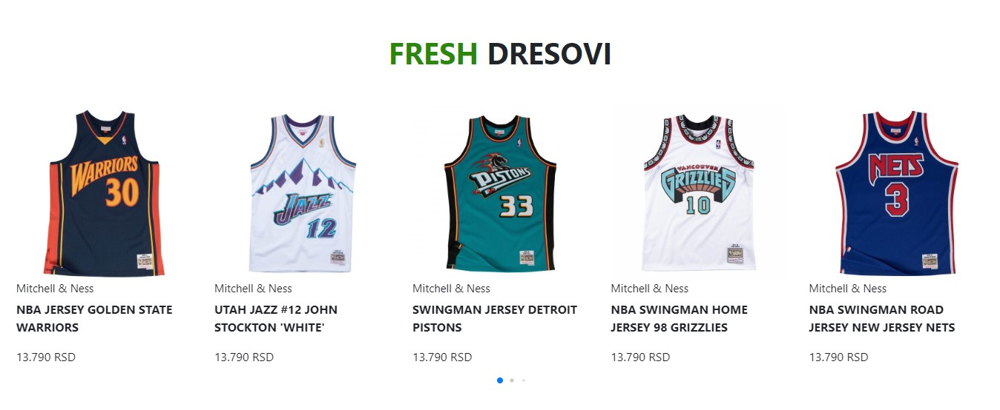 FRESH DRESOVI
WARRIORS
30
JAZZ
12
PISTONS
33
VANCOUVER
GRIZZLIES
10
NETS
3
Mitchell & Ness
NBA JERSEY GOLDEN STATE
WARRIORS
13.790 RSD
Mitchell & Ness
UTAH JAZZ #12 JOHN
STOCKTON 'WHITE'
13.790 RSD
Mitchell & Ness
SWINGMAN JERSEY DETROIT
PISTONS
13.790 RSD
Mitchell & Ness
NBA SWINGMAN HOME
JERSEY 98 GRIZZLIES
13.790 RSD
Mitchell & Ness
NBA SWINGMAN ROAD
JERSEY NEW JERSEY NETS
13.790 RSD